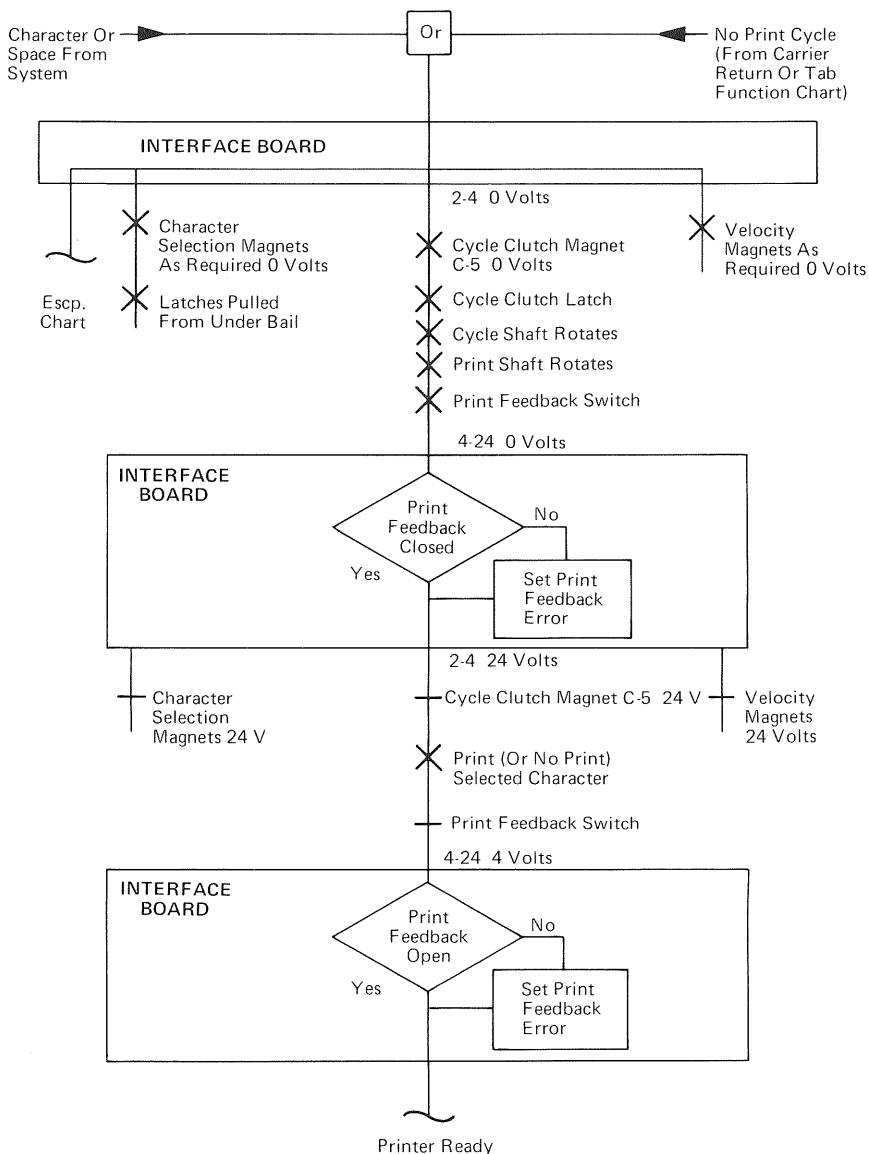 Character Or
Space From
System
Or
No Print Cycle
(From Carrier
Return Or Tab
Function Chart)
INTERFACE BOARD
2-4 0 Volts
Escp.
Chart
Character
Selection Magnets
As Required 0 Volts
Latches Pulled
From Under Bail
Cycle Clutch Magnet
C-5 0 Volts
Cycle Clutch Latch
Cycle Shaft Rotates
Print Shaft Rotates
Print Feedback Switch
Velocity
Magnets As
Required 0 Volts
4-24 0 Volts
INTERFACE
BOARD
Print
Feedback
Closed
No
Yes
Set Print
Feedback
Error
2-4 24 Volts
Character
Selection
Magnets 24 V
Cycle Clutch Magnet C-5 24 V
Velocity
Magnets
24 Volts
Print (Or No Print)
Selected Character
Print Feedback Switch
4-24 4 Volts
INTERFACE
BOARD
Print
Feedback
Open
No
Yes
Set Print
Feedback
Error
Printer Ready